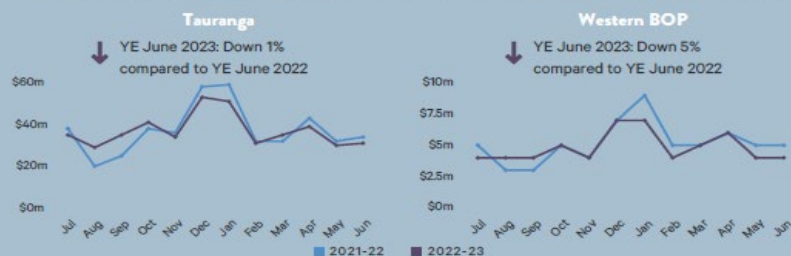 Tauranga
YE June 2023: Down 1%
compared to YE June 2022
$60m
$40m
$20m
$0m
Jul Aug Sep Oct Nov Dec Jan Feb Mar Apr May Jun
Western BOP
YE June 2023: Down 5%
compared to YE June 2022
$10m
$7.5m
$5m
$2.5m
$0m
Jul Aug Sep Oct Nov Dec Jan Feb Mar Apr May Jun
2021-22 2022-23